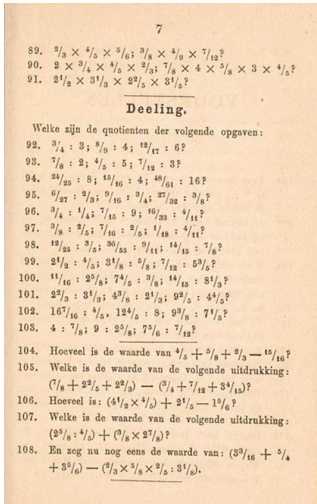 7
89. ²/₃ × ⁴/₅ × ⁵/₆; ³/₈ × ⁴/₉ × ⁷/₁₂?
90. 2 × ³/₄ × ⁴/₅ × ²/₃; ⁷/₈ × 4 × ⁵/₈ × 3 × ⁴/₅?
91. 2¹/₂ × 3¹/₃ × 2²/₅ × 3¹/₅?
Deeling.
Welke zijn de quotienten der volgende opgaven:
92. ³/₄ : 3; ⁸/₉ : 4; ¹²/₁₇ : 6?
93. ⁷/₈ : 2; ⁴/₅ : 5; ⁷/₁₂ : 3?
94. ²⁴/₂₅ : 8; ¹⁵/₁₆ : 4; ⁴⁸/₆₁ : 16?
95. ⁶/₂₇ : ²/₃; ⁹/₁₆ : ³/₄; ²⁷/₃₂ : ³/₈?
96. ³/₄ : ¹/₄; ⁷/₁₅ : 9; ¹⁰/₃₃ : ⁴/₁₁?
97. ³/₈ : ²/₅; ⁷/₁₆ : ²/₅; ¹/₁₈ : ⁴/₁₁?
98. ¹²/₂₅ : ³/₅; ³⁶/₅₅ : ⁹/₁₁; ¹⁴/₁₅ : ⁷/₈?
99. 2¹/₂ : ⁴/₅; 3¹/₈ : ⁵/₈; ⁷/₁₂ : 5³/₅?
100. ¹¹/₁₆ : 2⁵/₈; 7⁴/₅ : ³/₈; ¹⁴/₁₅ : 8¹/₃?
101. 2²/₃ : 3¹/₃; 4³/₈ : 2¹/₃; 9²/₅ : 4⁴/₅?
102. 16⁷/₁₆ : ⁴/₅, 12⁴/₅ : 8; 9³/₈ : 7¹/₅?
103. 4 : ⁷/₈; 9 : 2⁵/₈; 7⁵/₆ : ⁷/₁₂?
104. Hoeveel is de waarde van ⁴/₅ + ⁵/₈ + ²/₃ — ¹⁵/₁₆?
105. Welke is de waarde van de volgende uitdrukking:
(⁷/₈ + 2²/₅ + 2²/₃) — (³/₄ + ⁷/₁₂ + 3⁴/₁₅)?
106. Hoeveel is: (4¹/₂ × ⁴/₅) + 2¹/₅ — 1⁵/₆?
107. Welke is de waarde van de volgende uitdrukking:
(2⁵/₈ : ⁴/₅) + (³/₈ × 2⁷/₈)?
108. En zeg nu nog eens de waarde van: (3³/₁₆ + ⁵/₄
+ 3⁵/₆) — (²/₃ × ⁵/₈ × ²/₅ : 3¹/₈).